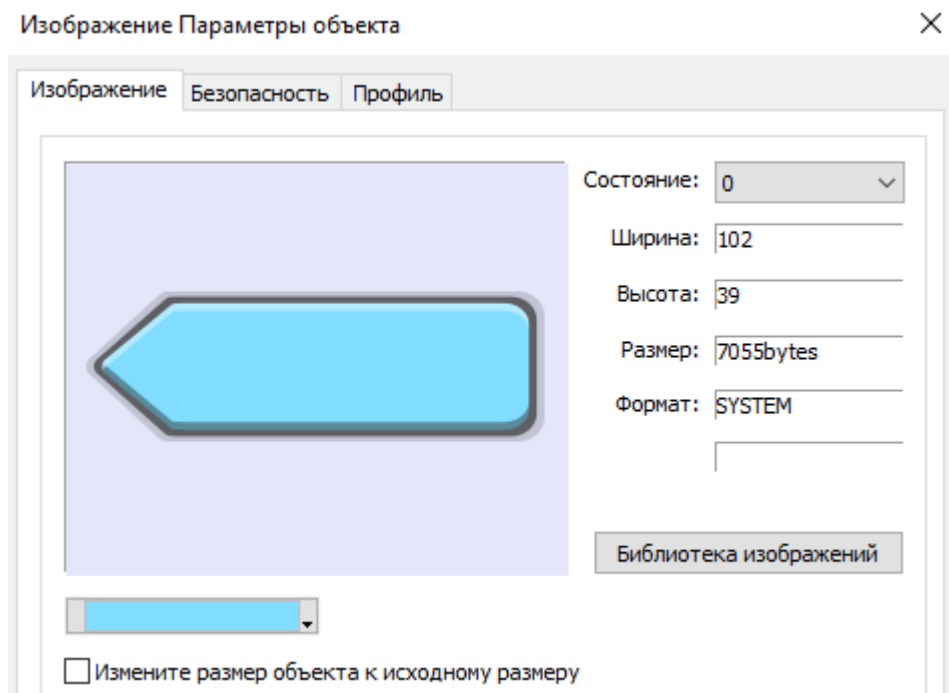 Изображение Параметры объекта
Изображение Безопасность Профиль
Состояние: 0
Ширина: 102
Высота: 39
Размер: 7055bytes
Формат: SYSTEM
Библиотека изображений
Измените размер объекта к исходному размеру